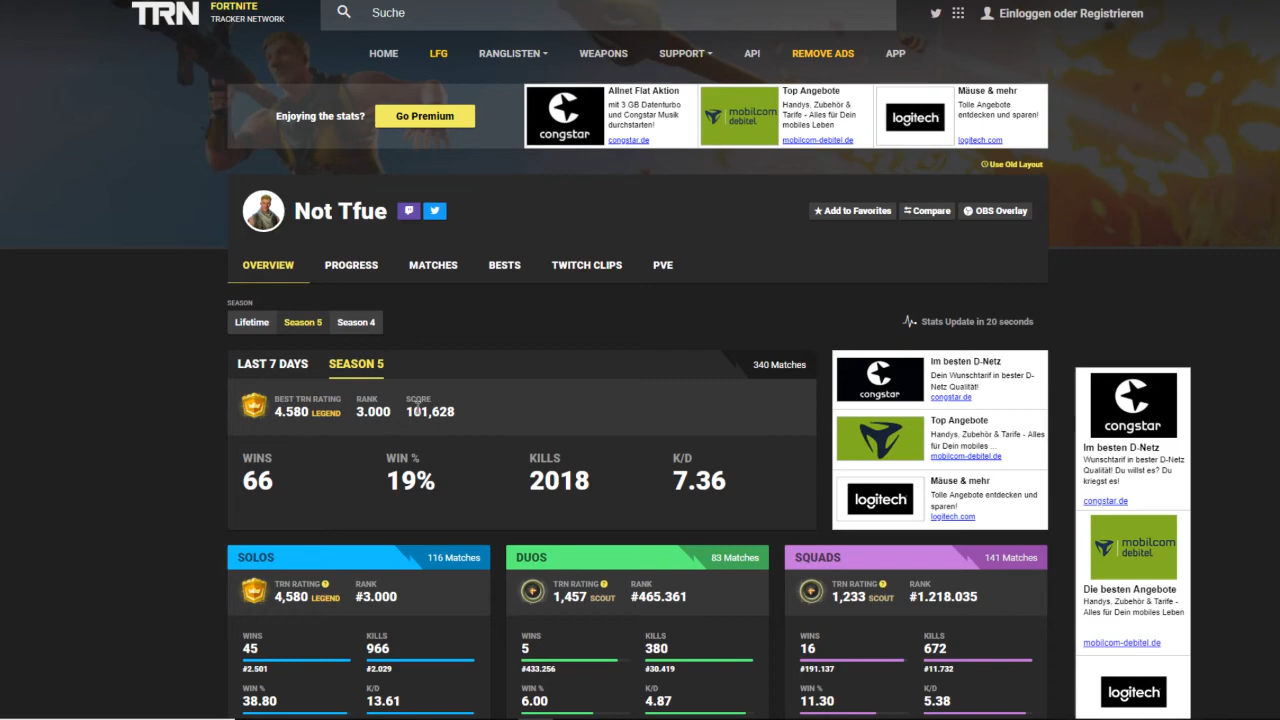 TRN
FORTNITE
TRACKER NETWORK
Suche
Einloggen oder Registrieren
HOME LFG RANGLISTEN WEAPONS SUPPORT API REMOVE ADS APP
Enjoying the stats?
Go Premium
congstar
Allnet Flat Aktion
mit 3 GB Datenturbo
und Congstar Musik
durchstarten!
congstar.de
mobilcom
debitel
Top Angebote
Handys, Zubehör &
Tarife - Alles für Dein
mobiles Leben
mobilcom-debitel.de
logitech
Mäuse & mehr
Tolle Angebote
entdecken und sparen!
logitech.com
Use Old Layout
Not Tfue
Add to Favorites Compare OBS Overlay
OVERVIEW PROGRESS MATCHES BESTS TWITCH CLIPS PVE
SEASON
Lifetime Season 5 Season 4
Stats Update in 20 seconds
LAST 7 DAYS SEASON 5 340 Matches
BEST TRN RATING RANK SCORE
4.580 LEGEND 3.000 101,628
WINS WIN % KILLS K/D
66 19% 2018 7.36
congstar
Im besten D-Netz
Dein Wunschtarif in bester D-
Netz Qualität!
congstar.de
Top Angebote
Handys, Zubehör & Tarife - Alles
für Dein mobiles ...
mobilcom-debitel.de
logitech
Mäuse & mehr
Tolle Angebote entdecken und
sparen!
logitech.com
congstar
Im besten D-Netz
Wunschtarif in bester D-Netz
Qualität! Du willst es? Du
kriegst es!
congstar.de
mobilcom
debitel
Die besten Angebote
Handys, Zubehör & Tarife -
Alles für Dein mobiles Leben
mobilcom-debitel.de
logitech
SOLOS 116 Matches
TRN RATING RANK
4,580 LEGEND #3.000
WINS KILLS
45 966
#2.501 #2.029
WIN % K/D
38.80 13.61
DUOS 83 Matches
TRN RATING RANK
1,457 SCOUT #465.361
WINS KILLS
5 380
#433.256 #30.419
WIN % K/D
6.00 4.87
SQUADS 141 Matches
TRN RATING RANK
1,233 SCOUT #1.218.035
WINS KILLS
16 672
#191.137 #11.732
WIN % K/D
11.30 5.38